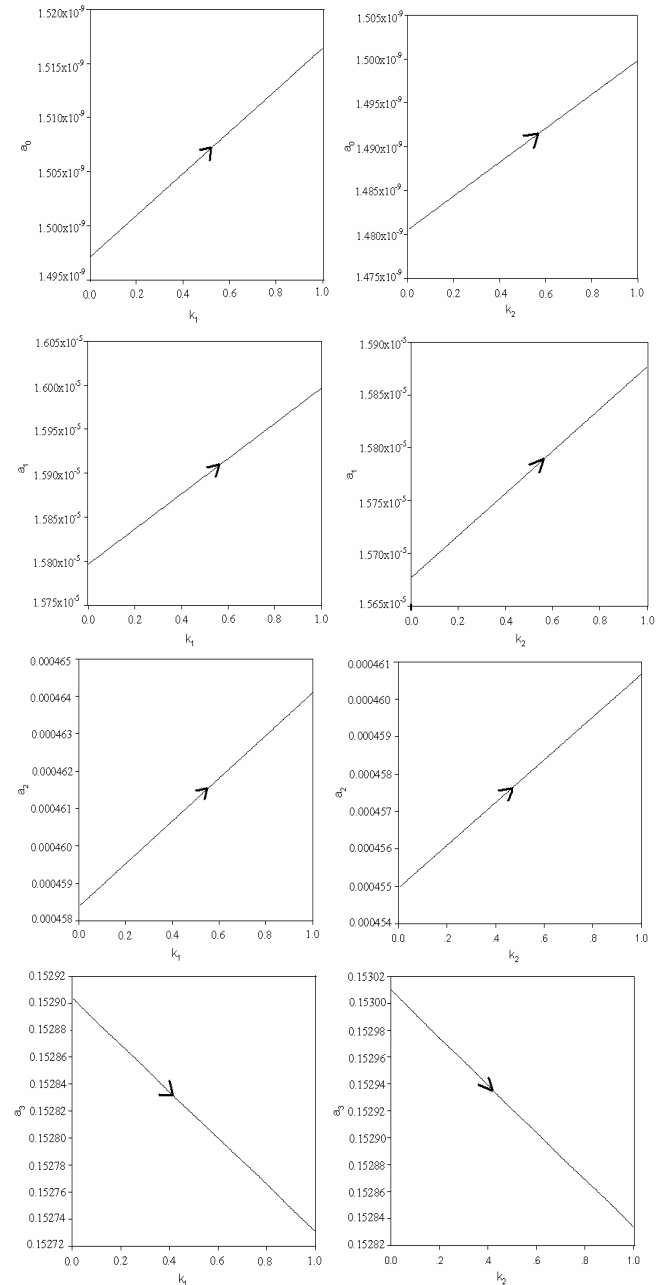 1.520x10⁻⁹
1.515x10⁻⁹
1.510x10⁻⁹
1.505x10⁻⁹
1.500x10⁻⁹
1.495x10⁻⁹
a₀
0.0 0.2 0.4 0.6 0.8 1.0
k₁
1.505x10⁻⁹
1.500x10⁻⁹
1.495x10⁻⁹
1.490x10⁻⁹
1.485x10⁻⁹
1.480x10⁻⁹
1.475x10⁻⁹
a₀
0.0 0.2 0.4 0.6 0.8 1.0
k₂
1.605x10⁻⁵
1.600x10⁻⁵
1.595x10⁻⁵
1.590x10⁻⁵
1.585x10⁻⁵
1.580x10⁻⁵
1.575x10⁻⁵
a₁
0.0 0.2 0.4 0.6 0.8 1.0
k₁
1.590x10⁻⁵
1.585x10⁻⁵
1.580x10⁻⁵
1.575x10⁻⁵
1.570x10⁻⁵
1.565x10⁻⁵
a₁
0.0 0.2 0.4 0.6 0.8 1.0
k₂
0.000465
0.000464
0.000463
0.000462
0.000461
0.000460
0.000459
0.000458
a₂
0.0 0.2 0.4 0.6 0.8 1.0
k₁
0.000461
0.000460
0.000459
0.000458
0.000457
0.000456
0.000455
0.000454
a₂
0.0 .2 .4 .6 .8 1.0
k₂
0.15292
0.15290
0.15288
0.15286
0.15284
0.15282
0.15280
0.15278
0.15276
0.15274
0.15272
a₃
0.0 0.2 0.4 0.6 0.8 1.0
k₁
0.15302
0.15300
0.15298
0.15296
0.15294
0.15292
0.15290
0.15288
0.15286
0.15284
0.15282
a₃
0.0 .2 .4 .6 .8 1.0
k₂